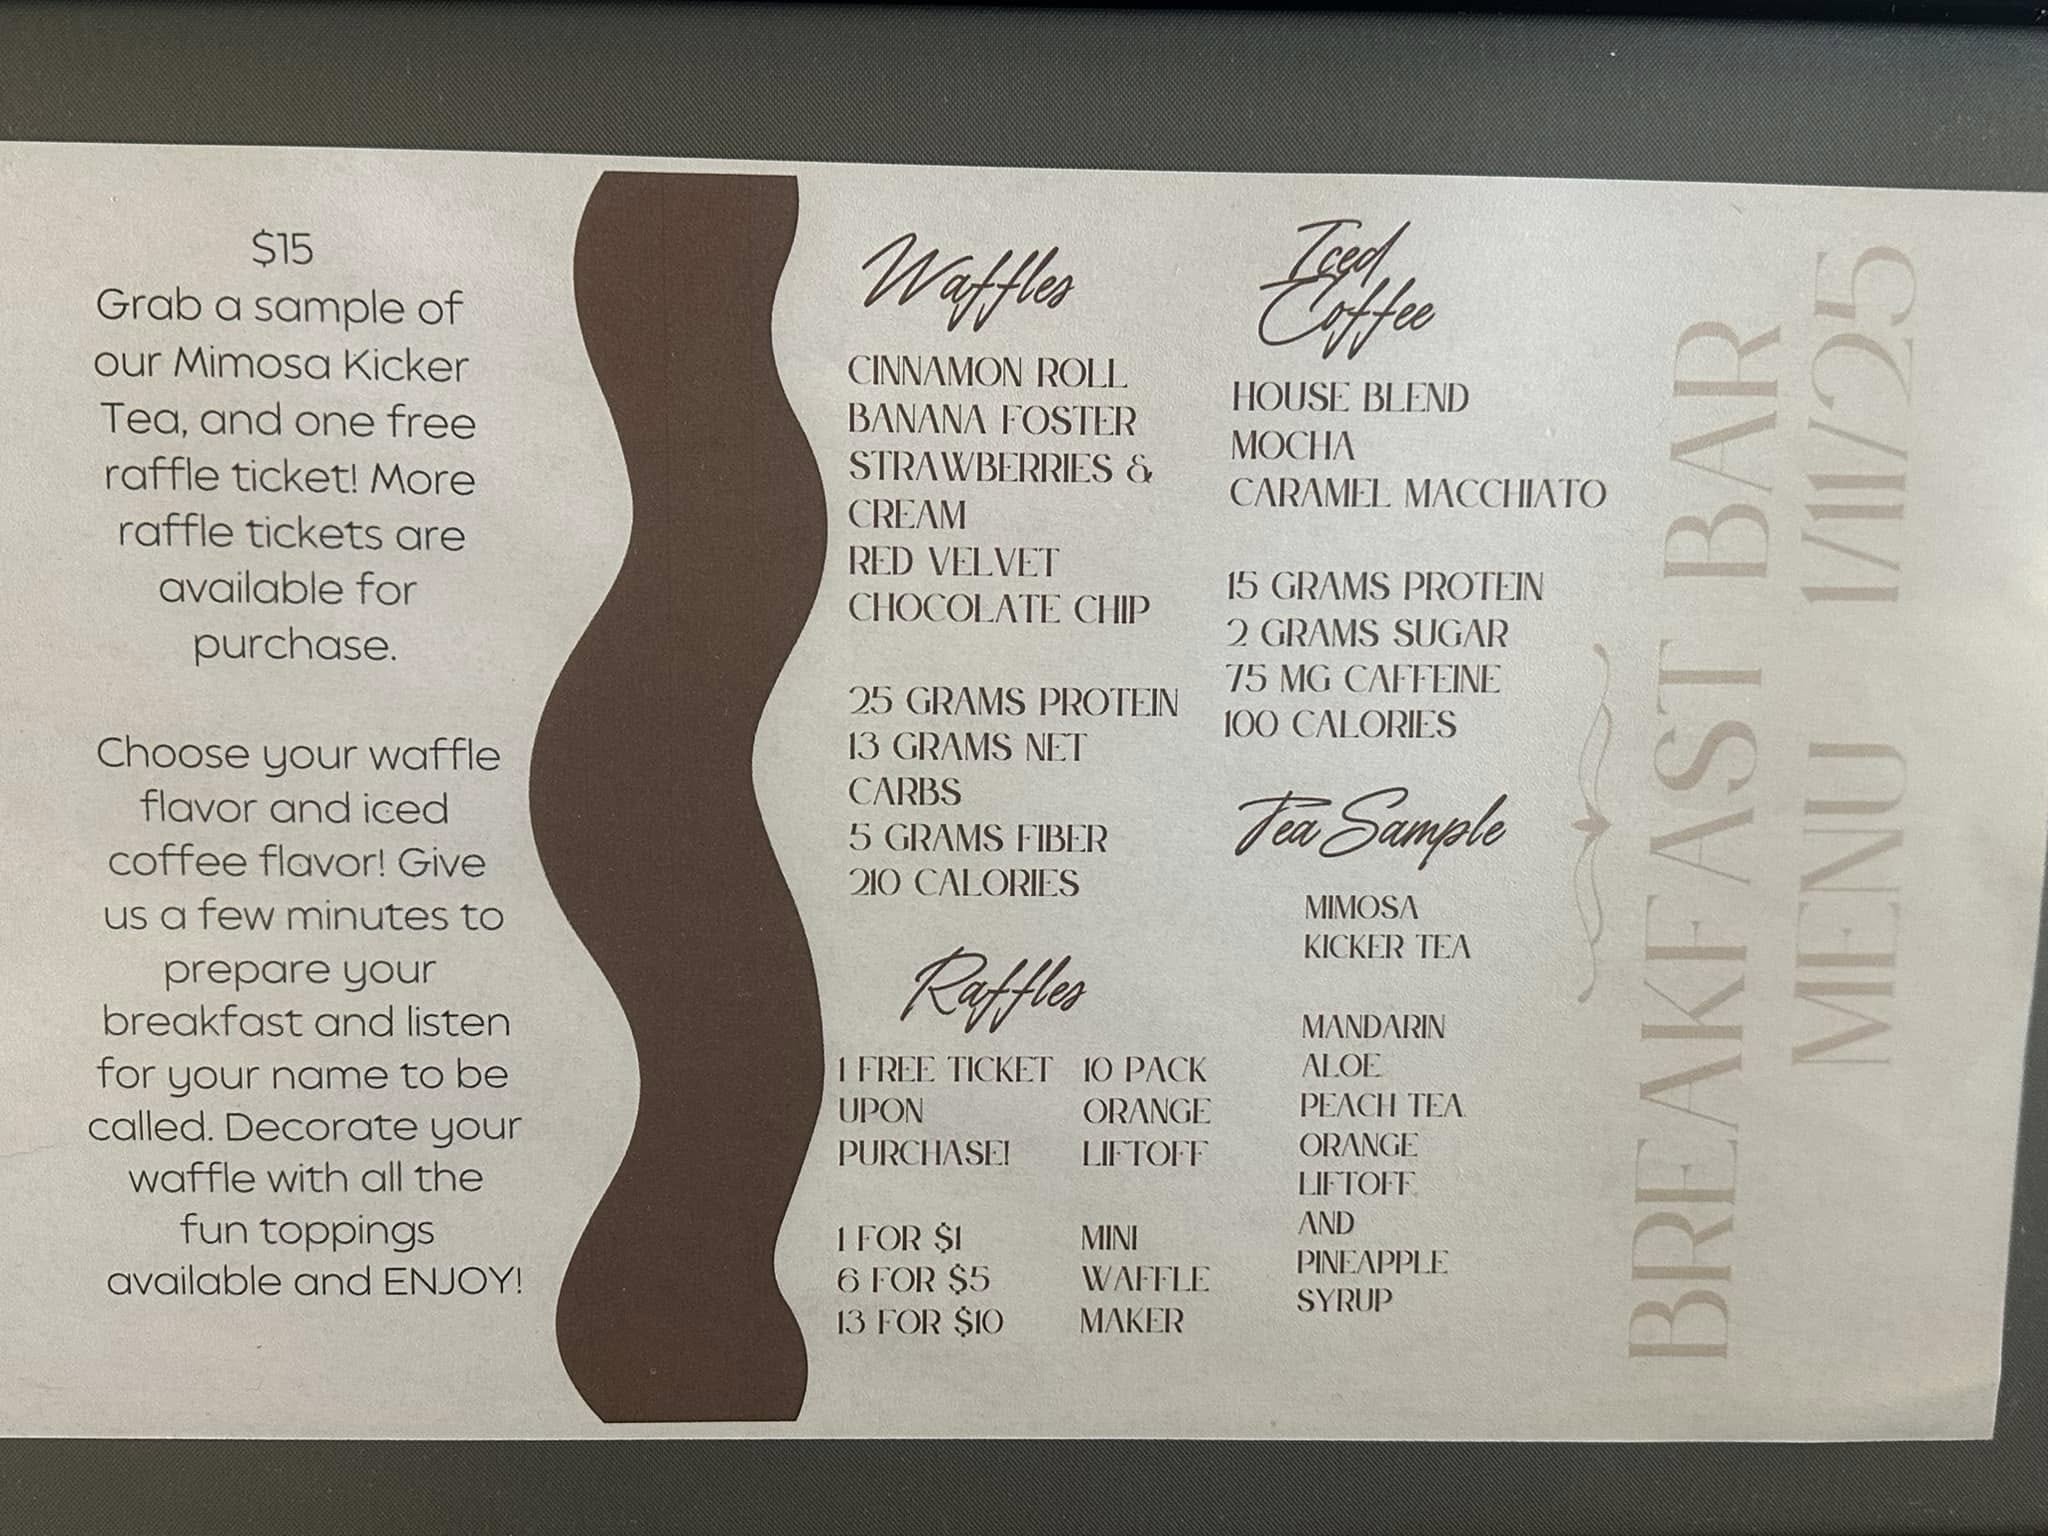 $15
Grab a sample of
our Mimosa Kicker
Tea, and one free
raffle ticket! More
raffle tickets are
available for
purchase.
Choose your waffle
flavor and iced
coffee flavor! Give
us a few minutes to
prepare your
breakfast and listen
for your name to be
called. Decorate your
waffle with all the
fun toppings
available and ENJOY!
Waffles
CINNAMON ROLL
BANANA FOSTER
STRAWBERRIES &
CREAM
RED VELVET
CHOCOLATE CHIP
25 GRAMS PROTEIN
13 GRAMS NET
CARBS
5 GRAMS FIBER
210 CALORIES
Raffles
1 FREE TICKET
UPON
PURCHASE!
1 FOR $1
6 FOR $5
13 FOR $10
10 PACK
ORANGE
LIFTOFF
MINI
WAFFLE
MAKER
Iced
Coffee
HOUSE BLEND
MOCHA
CARAMEL MACCHIATO
15 GRAMS PROTEIN
2 GRAMS SUGAR
75 MG CAFFEINE
100 CALORIES
Tea Sample
MIMOSA
KICKER TEA
MANDARIN
ALOE
PEACH TEA
ORANGE
LIFTOFF
AND
PINEAPPLE
SYRUP
BREAKFAST BAR
MENU 1/11/25